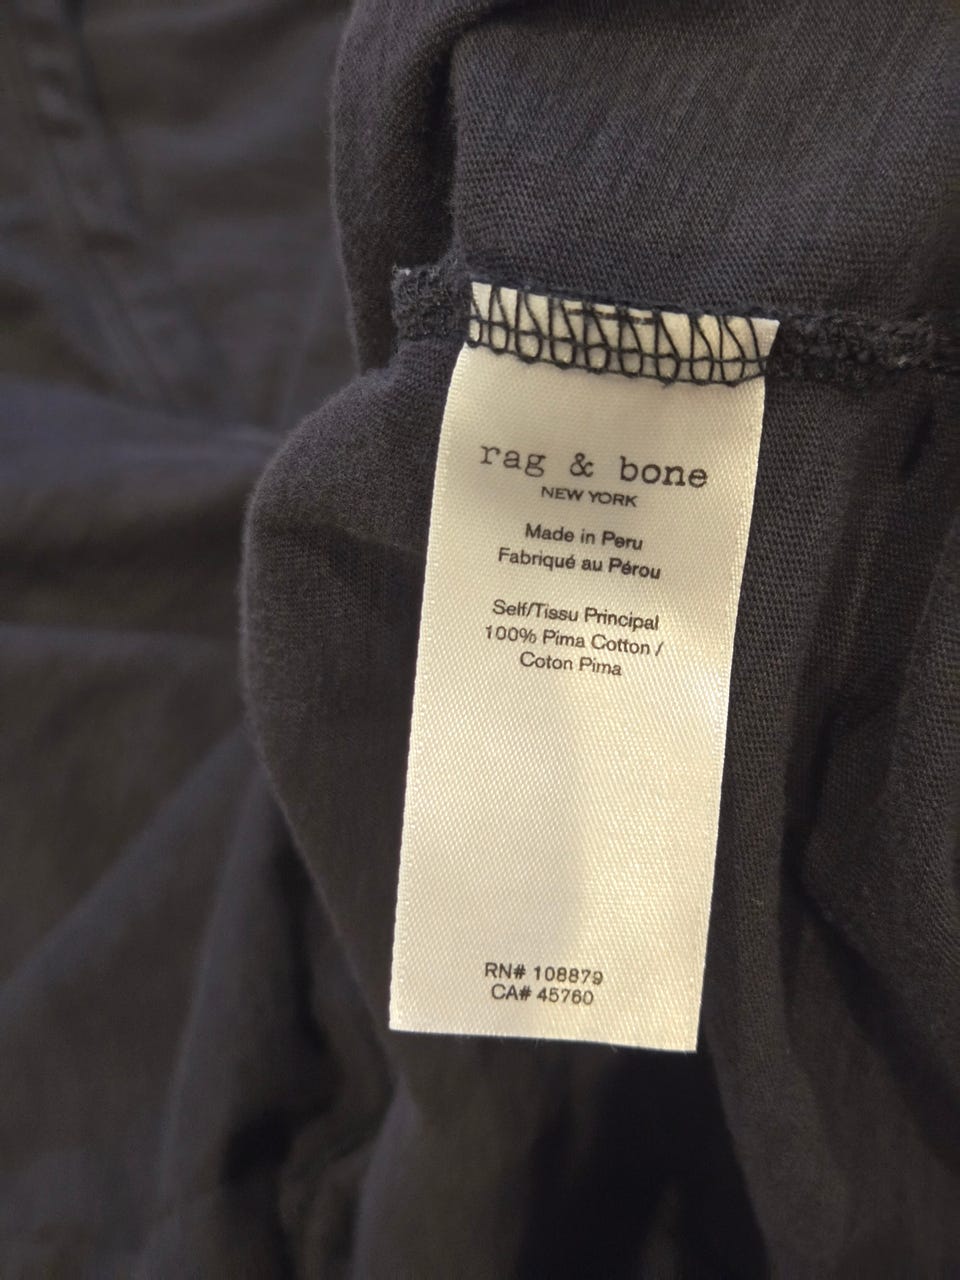 rag & bone
NEW YORK
Made in Peru
Fabriqué au Pérou
Self/Tissu Principal
100% Pima Cotton /
Coton Pima
RN# 108879
CA# 45760